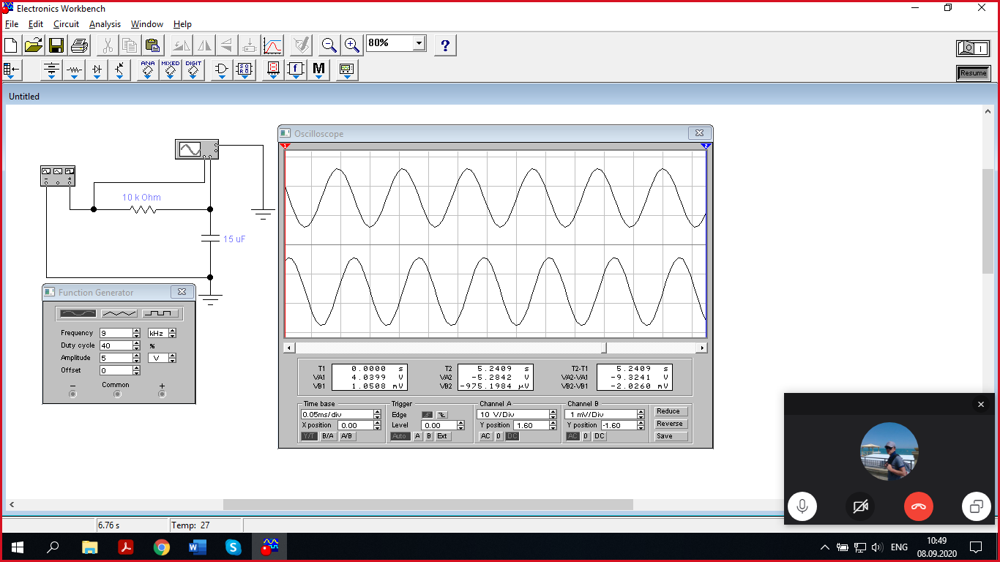 Electronics Workbench
File Edit Circuit Analysis Window Help
80% ?
ANA MIXED DIGIT f M
Resume
Untitled
Oscilloscope
1 2
10 k Ohm
15 uF
Function Generator
Frequency 9 kHz
Duty cycle 40 %
Amplitude 5 V
Offset 0
− Common +
T1 0.0000 s T2 5.2409 s T2-T1 5.2409 s
VA1 4.0399 V VA2 -5.2842 V VA2-VA1 -9.3241 V
VB1 1.0508 mV VB2 -975.1984 µV VB2-VB1 -2.0260 mV
Time base Trigger Channel A Channel B
0.05ms/div Edge 10 V/Div 1 mV/Div Reduce
X position 0.00 Level 0.00 Y position 1.60 Y position -1.60 Reverse
Y/T B/A A/B Auto A B Ext AC 0 DC AC 0 DC Save
6.76 s Temp: 27
ENG 10:49
08.09.2020